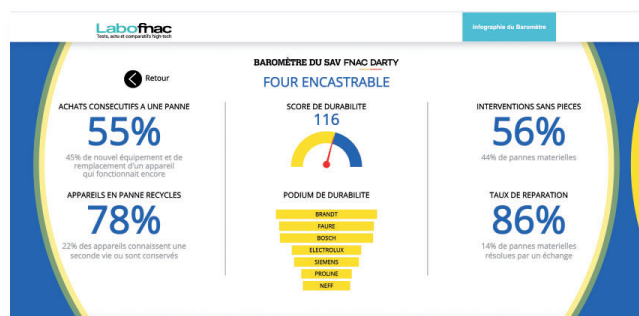 Labofnac
Tests, actu et comparatifs high-tech
Infographie du Baromètre
BAROMÈTRE DU SAV FNAC DARTY
Retour
FOUR ENCASTRABLE
ACHATS CONSECUTIFS A UNE PANNE
55%
45% de nouvel équipement et de
remplacement d'un appareil
qui fonctionnait encore
SCORE DE DURABILITE
116
INTERVENTIONS SANS PIECES
56%
44% de pannes materielles
APPAREILS EN PANNE RECYCLES
78%
22% des appareils connaissent une
seconde vie ou sont conservés
PODIUM DE DURABILITE
BRANDT
FAURE
BOSCH
ELECTROLUX
SIEMENS
PROLINE
NEFF
TAUX DE REPARATION
86%
14% de pannes materielles
résolues par un échange